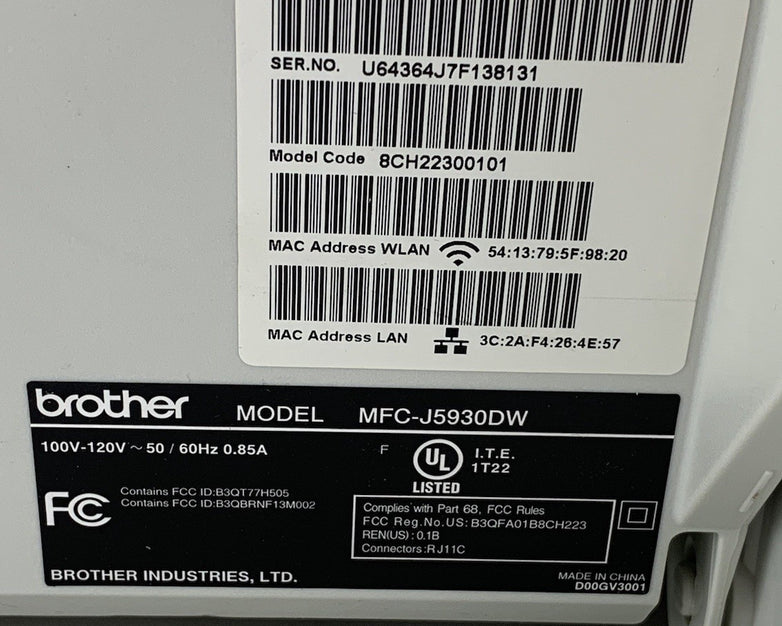 SER.NO. U64364J7F138131
Model Code 8CH22300101
MAC Address WLAN 54:13:79:5F:98:20
MAC Address LAN 3C:2A:F4:26:4E:57
brother MODEL MFC-J5930DW
100V-120V ~ 50 / 60Hz 0.85A
F
UL
LISTED
I.T.E.
1T22
FC
Contains FCC ID:B3QT77H505
Contains FCC ID:B3QBRNF13M002
Complies with Part 68, FCC Rules
FCC Reg.No.US: B3QFA01B8CH223
REN(US) : 0.1B
Connectors:RJ11C
BROTHER INDUSTRIES, LTD.
MADE IN CHINA
D00GV3001